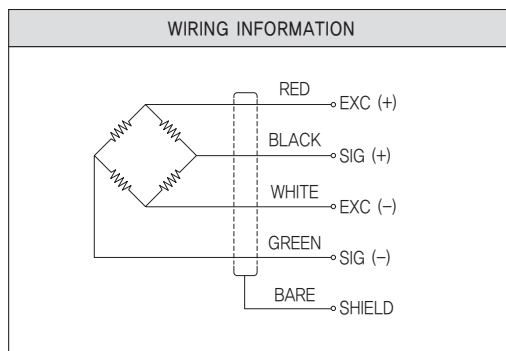 WIRING INFORMATION
RED EXC (+)
BLACK SIG (+)
WHITE EXC (−)
GREEN SIG (−)
BARE SHIELD